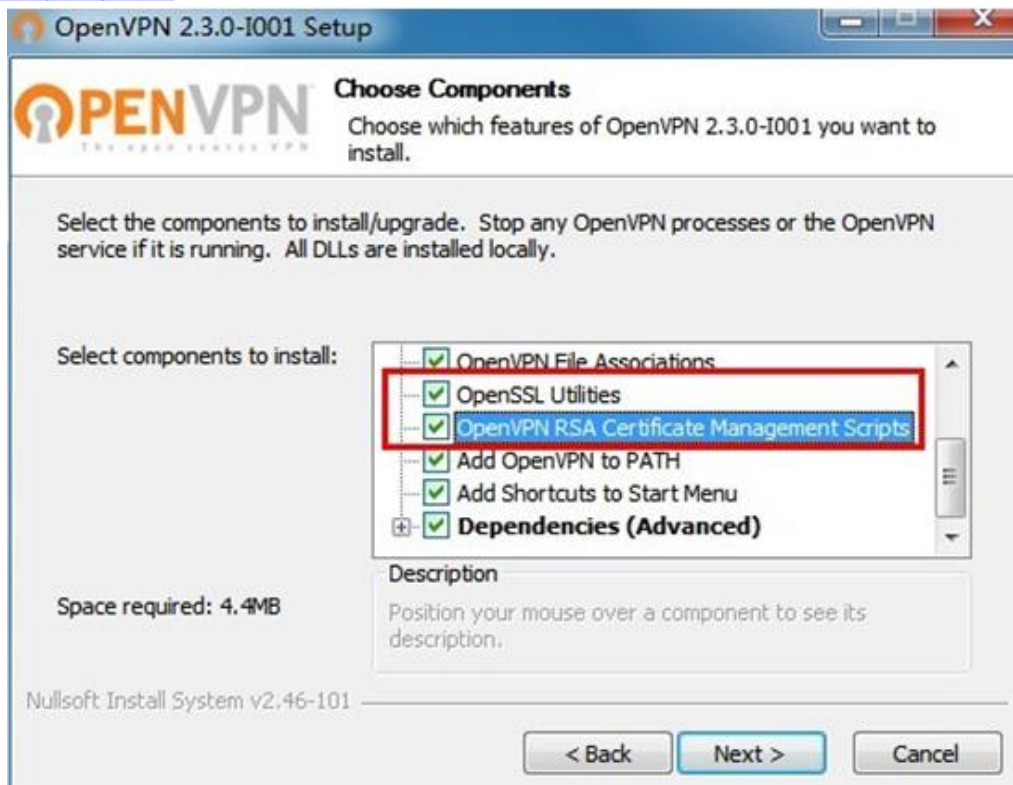 OpenVPN 2.3.0-I001 Setup
OPENVPN
The open source VPN
Choose Components
Choose which features of OpenVPN 2.3.0-I001 you want to
install.
Select the components to install/upgrade. Stop any OpenVPN processes or the OpenVPN
service if it is running. All DLLs are installed locally.
Select components to install:
OpenVPN File Associations
OpenSSL Utilities
OpenVPN RSA Certificate Management Scripts
Add OpenVPN to PATH
Add Shortcuts to Start Menu
Dependencies (Advanced)
Space required: 4.4MB
Description
Position your mouse over a component to see its
description.
Nullsoft Install System v2.46-101
< Back
Next >
Cancel